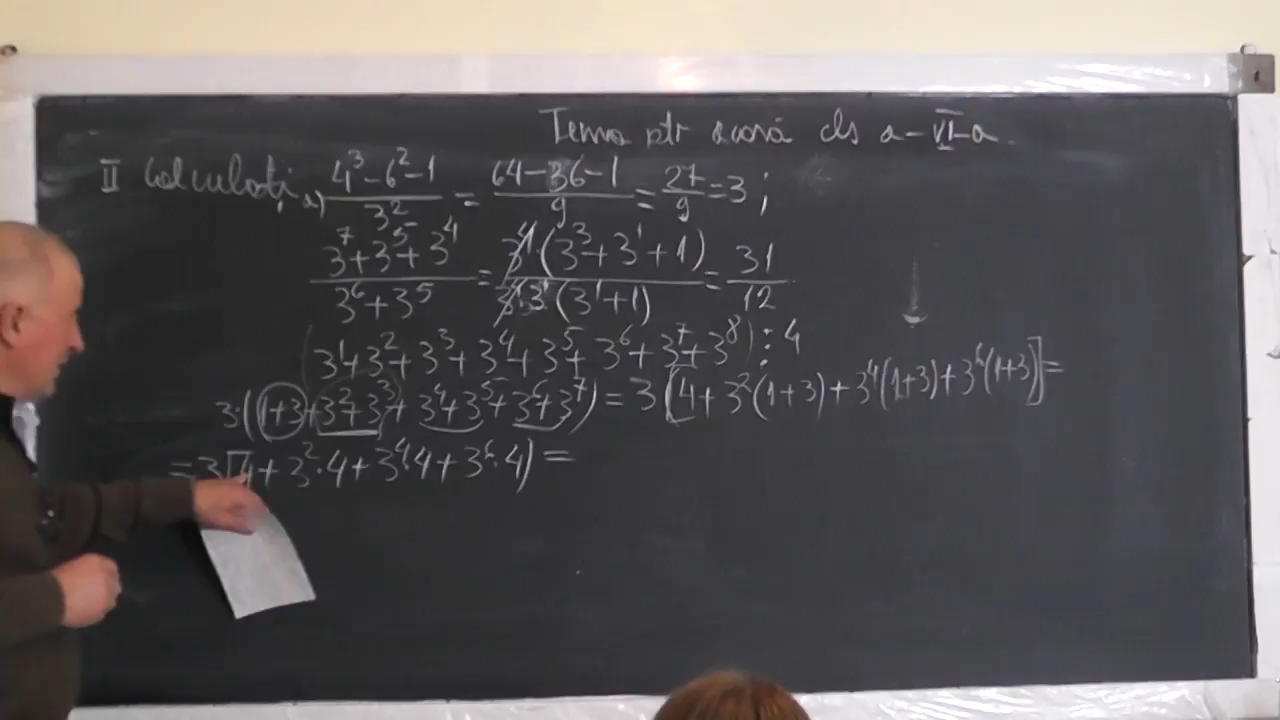 Tema ptr acasă cls a-VI-a.
II Calculați; a) (4³-6²-1)/3² = (64-36-1)/9 = 27/9 = 3 ;
(3⁷+3⁵+3⁴)/(3⁶+3⁵) = 3⁴·(3³+3¹+1)/(3⁴·3¹(3¹+1)) = 31/12
(3¹+3²+3³+3⁴+3⁵+3⁶+3⁷+3⁸) ⋮ 4
3·(1+3+3²+3³+3⁴+3⁵+3⁶+3⁷) = 3[4+3²(1+3)+3⁴(1+3)+3⁶(1+3)] =
=3[4+3²·4+3⁴·4+3⁶·4) =